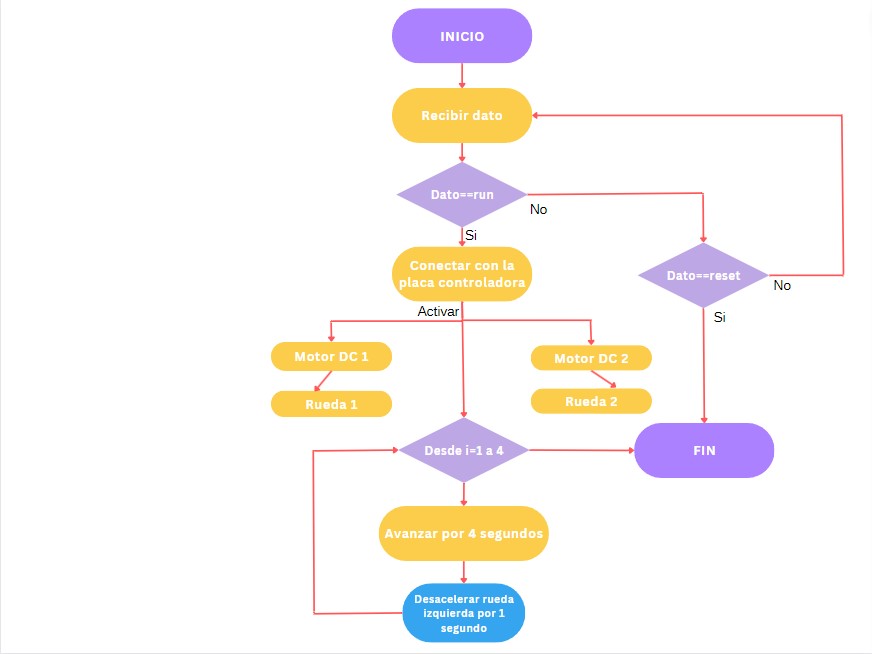 INICIO
Recibir dato
Dato==run
No
Si
Conectar con la
placa controladora
Dato==reset
No
Activar
Si
Motor DC 1
Motor DC 2
Rueda 1
Rueda 2
Desde i=1 a 4
FIN
Avanzar por 4 segundos
Desacelerar rueda
izquierda por 1
segundo